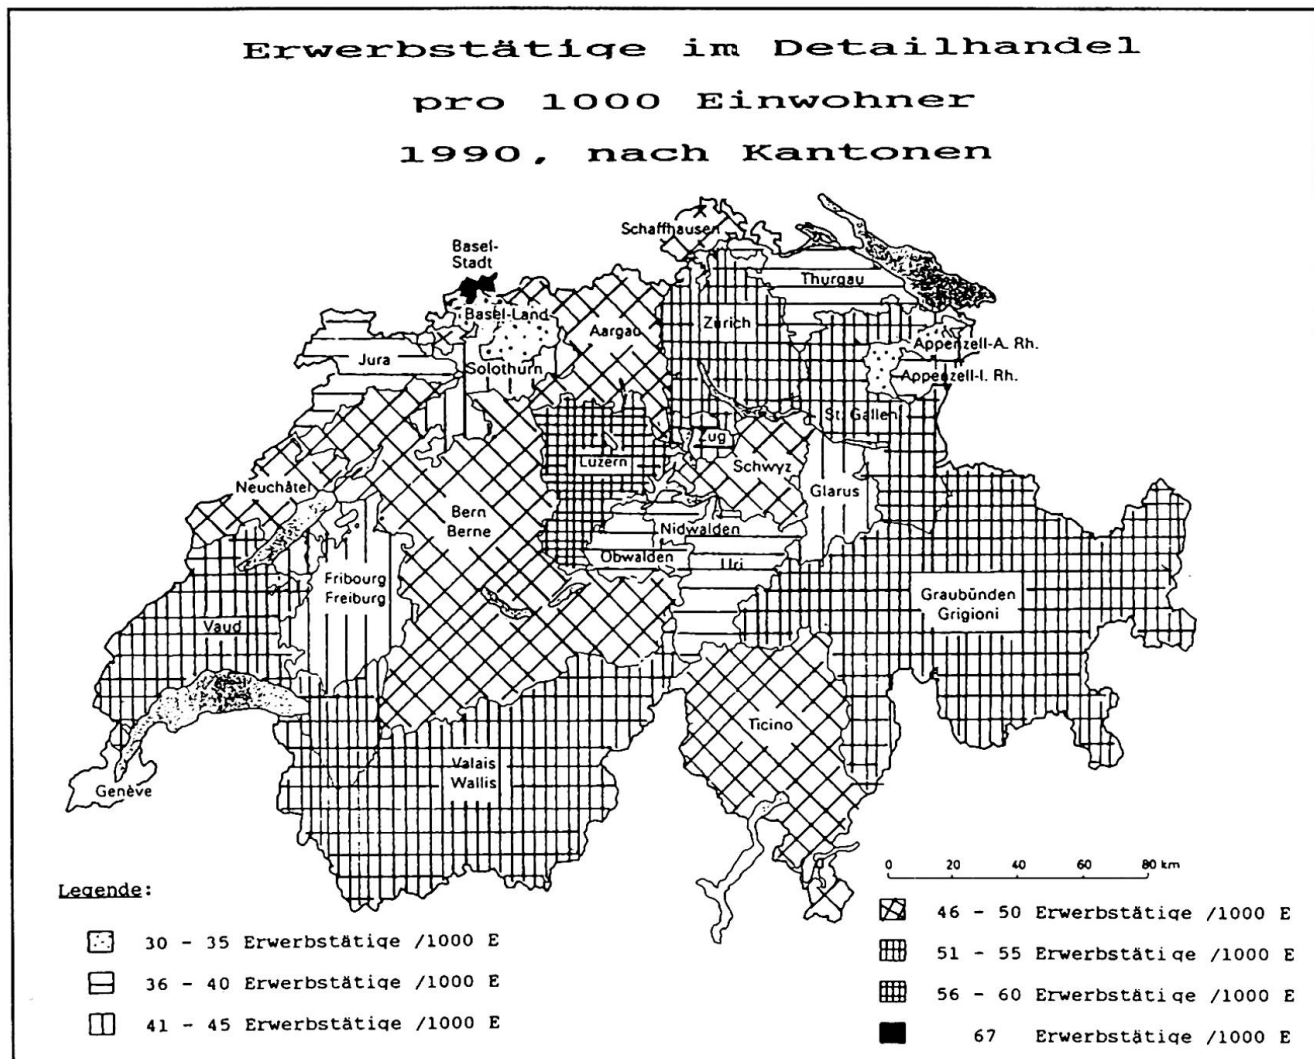 Erwerbstätige im Detailhandel
pro 1000 Einwohner
1990, nach Kantonen
Schaffhausen
Basel-
Stadt
Thurgau
Basel-Land
Aargau
Zürich
Appenzell-A. Rh.
Jura
Solothurn
Appenzell-I. Rh.
St. Gallen
Zug
Luzern
Schwyz
Neuchâtel
Glarus
Bern
Berne
Nidwalden
Obwalden
Uri
Fribourg
Freiburg
Graubünden
Grigioni
Vaud
Ticino
Valais
Wallis
Genève
0 20 40 60 80 km
Legende:
30 - 35 Erwerbstätige /1000 E
36 - 40 Erwerbstätige /1000 E
41 - 45 Erwerbstätige /1000 E
46 - 50 Erwerbstätige /1000 E
51 - 55 Erwerbstätige /1000 E
56 - 60 Erwerbstätige /1000 E
67 Erwerbstätige /1000 E